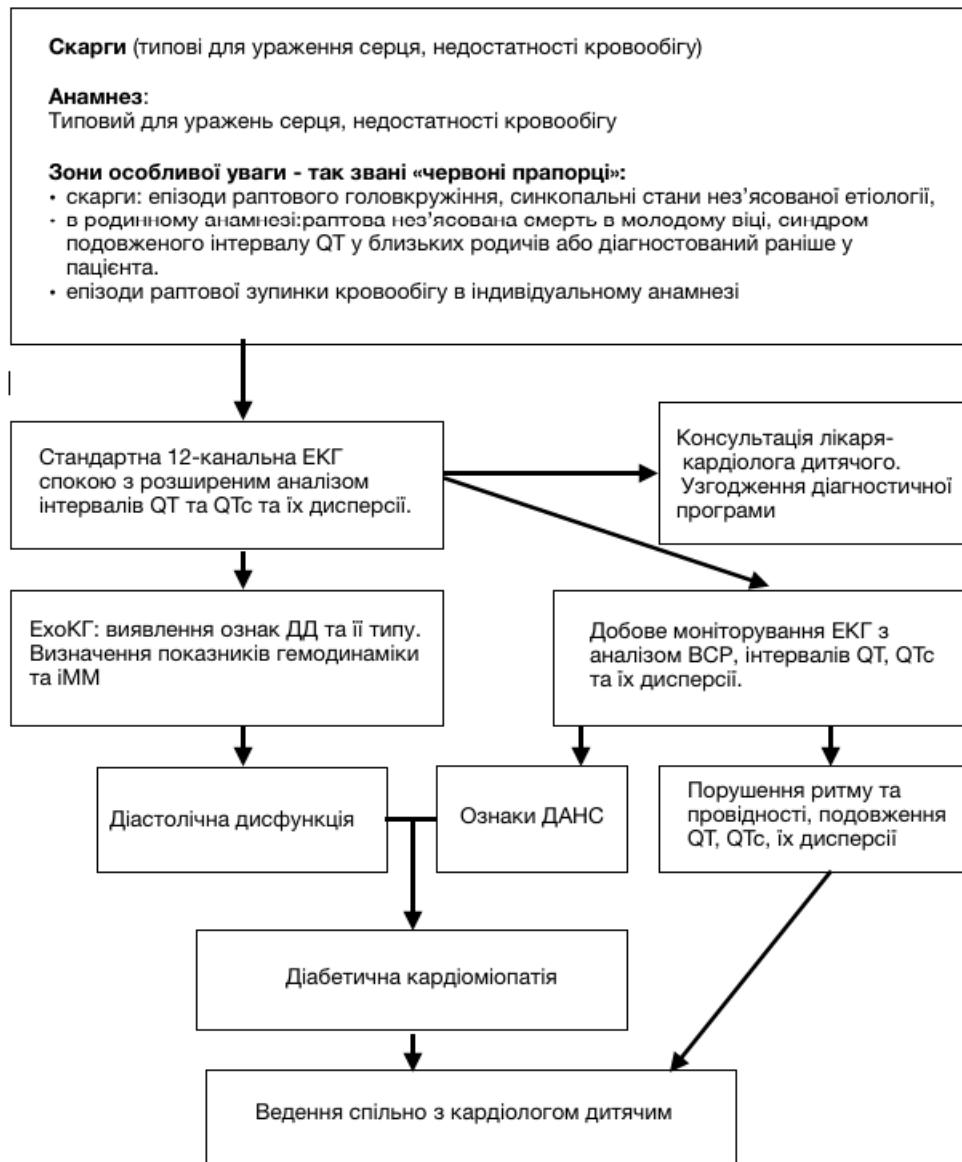 Скарги (типові для ураження серця, недостатності кровообігу)
Анамнез:
Типовий для уражень серця, недостатності кровообігу
Зони особливої уваги - так звані «червоні прапорці»:
• скарги: епізоди раптового головкружіння, синкопальні стани нез’ясованої етіології,
• в родинному анамнезі:раптова нез’ясована смерть в молодому віці, синдром
подовженого інтервалу QT у близьких родичів або діагностований раніше у
пацієнта.
• епізоди раптової зупинки кровообігу в індивідуальному анамнезі
Стандартна 12-канальна ЕКГ
спокою з розширеним аналізом
інтервалів QT та QTc та їх дисперсії.
Консультація лікаря-
кардіолога дитячого.
Узгодження діагностичної
програми
ЕхоКГ: виявлення ознак ДД та її типу.
Визначення показників гемодинаміки
та іММ
Добове моніторування ЕКГ з
аналізом ВСР, інтервалів QT, QTc
та їх дисперсії.
Діастолічна дисфункція
Ознаки ДАНС
Порушення ритму та
провідності, подовження
QT, QTc, їх дисперсії
Діабетична кардіоміопатія
Ведення спільно з кардіологом дитячим